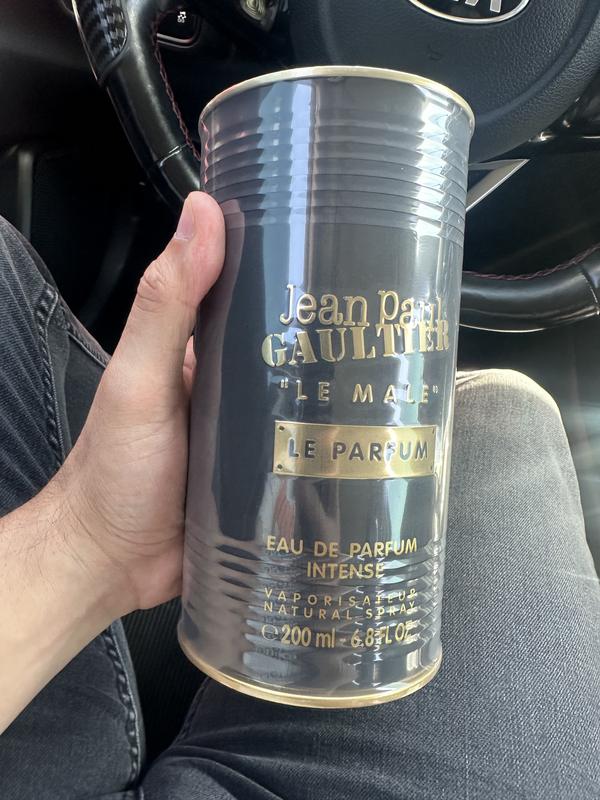 Jean Paul
GAULTIER
"LE MALE"
LE PARFUM
EAU DE PARFUM
INTENSE
VAPORISATEUR
NATURAL SPRAY
℮ 200 ml - 6.8 FL OZ.